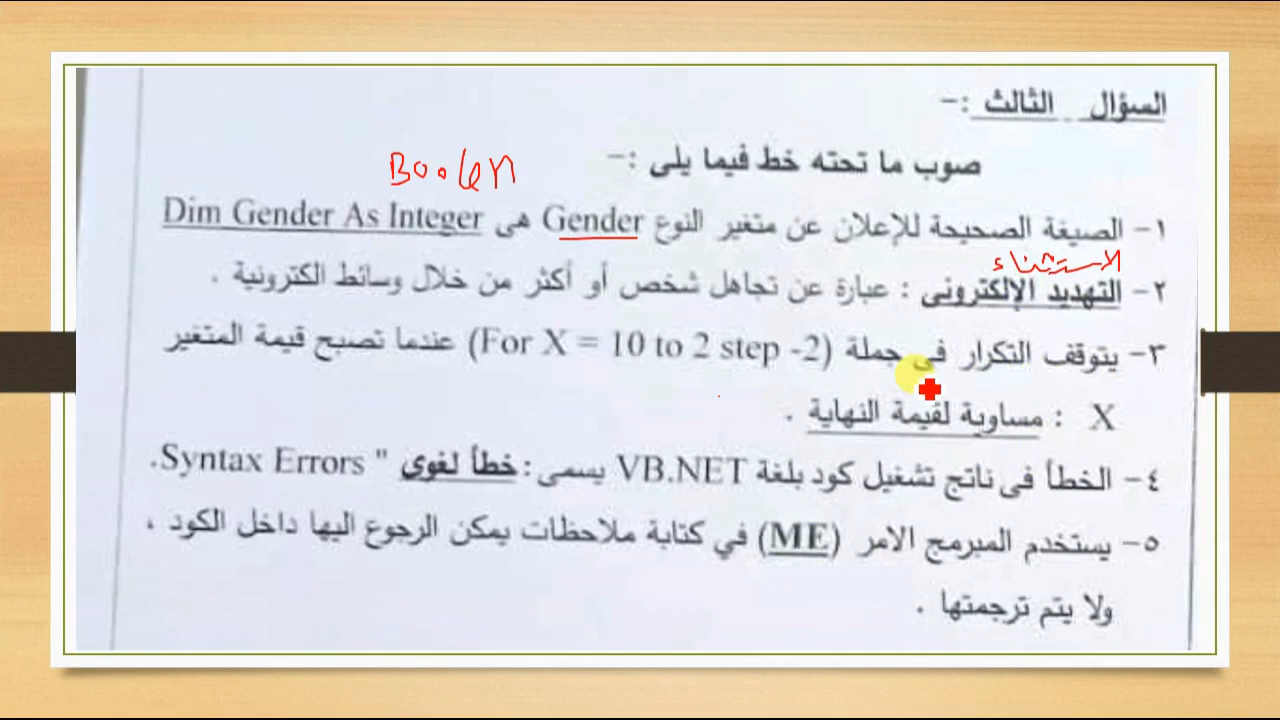 السؤال الثالث :-
صوب ما تحته خط فيما يلى :-
Boolen
١- الصيغة الصحيحة للإعلان عن متغير النوع Gender هى Dim Gender As Integer
الاستثناء
٢- التهديد الإلكترونى : عبارة عن تجاهل شخص أو أكثر من خلال وسائط الكترونية .
٣- يتوقف التكرار فى جملة (For X = 10 to 2 step -2) عندما تصبح قيمة المتغير
X : مساوية لقيمة النهاية .
٤- الخطأ فى ناتج تشغيل كود بلغة VB.NET يسمى : خطأ لغوى " Syntax Errors.
٥- يستخدم المبرمج الامر (ME) في كتابة ملاحظات يمكن الرجوع اليها داخل الكود ،
ولا يتم ترجمتها .